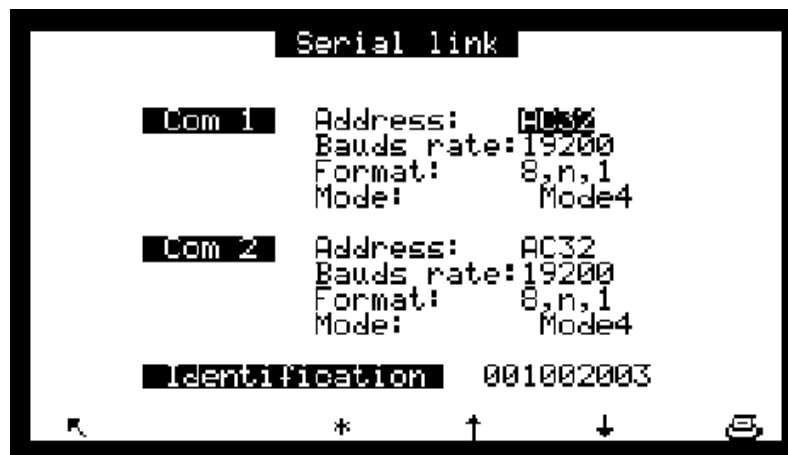 Serial link
Com 1 Address: AC32
Bauds rate:19200
Format: 8,n,1
Mode: Mode4
Com 2 Address: AC32
Bauds rate:19200
Format: 8,n,1
Mode: Mode4
Identification 001002003
*